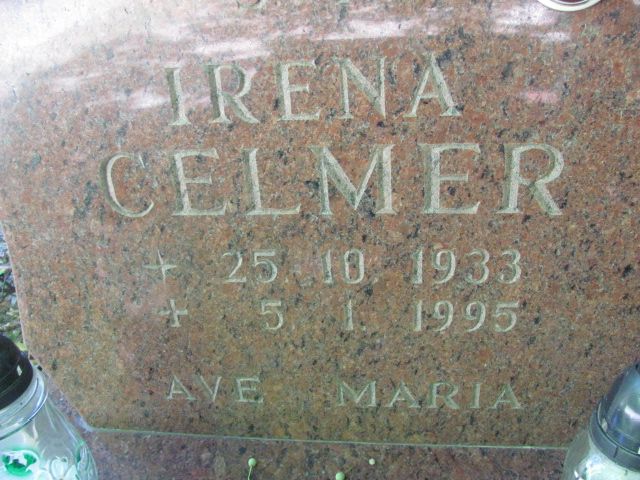 IRENA
CELMER
25. 10 1933
+ 5. 1. 1995
AVE MARIA